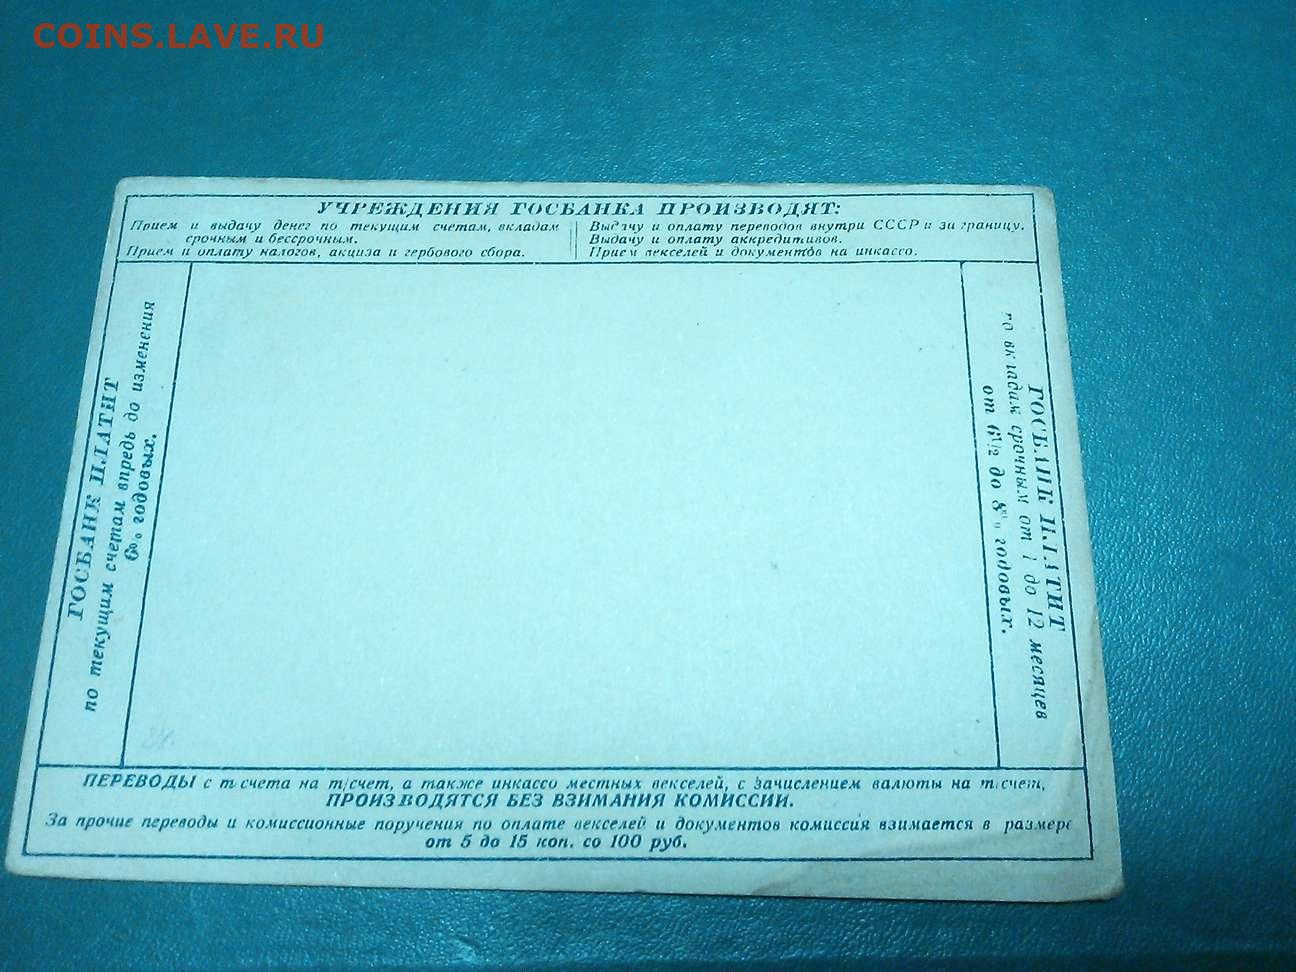 COINS.LAVE.RU
УЧРЕЖДЕНИЯ ГОСБАНКА ПРОИЗВОДЯТ:
Прием и выдачу денег по текущим счетам, вкладам
срочным и бессрочным.
Прием и оплату налогов, акциза и гербового сбора.
Выдачу и оплату переводов внутри СССР и за границу.
Выдачу и оплату аккредитивов.
Прием векселей и документов на инкассо.
ГОСБАНК ПЛАТИТ
по текущим счетам впредь до изменения
6% годовых.
ГОСБАНК ПЛАТИТ
по вкладам срочным от 1 до 12 месяцев
от 6½ до 8% годовых.
ПЕРЕВОДЫ с т/счета на т/счет, а также инкассо местных векселей, с зачислением валюты на т/счет,
ПРОИЗВОДЯТСЯ БЕЗ ВЗИМАНИЯ КОМИССИИ.
За прочие переводы и комиссионные поручения по оплате векселей и документов комиссия взимается в размере
от 5 до 15 коп. со 100 руб.